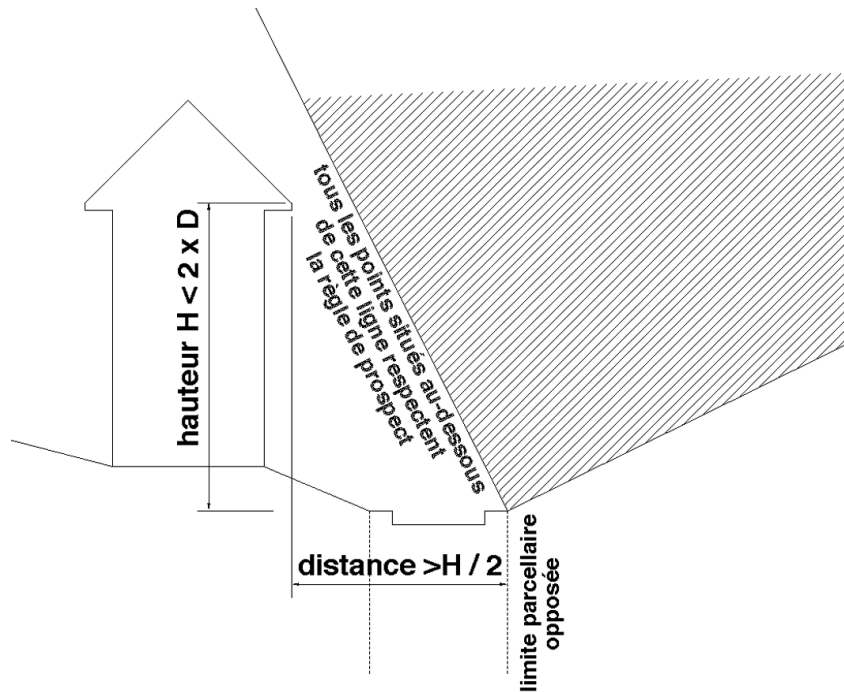 tous les points situés au-dessous
de cette ligne respectent
la règle de prospect
hauteur H < 2 x D
distance >H / 2
limite parcellaire
opposée